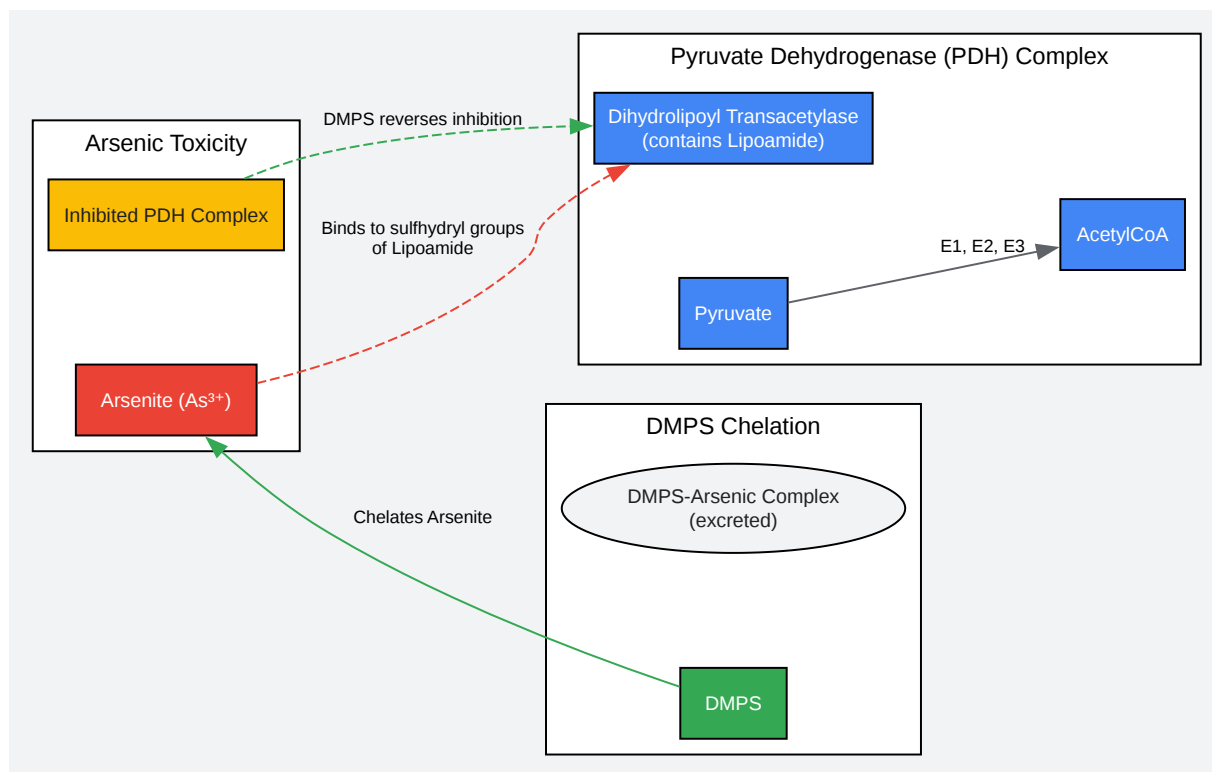 Pyruvate Dehydrogenase (PDH) Complex
Dihydrolipoyl Transacetylase
(contains Lipoamide)
DMPS reverses inhibition
Arsenic Toxicity
Inhibited PDH Complex
Binds to sulfhydryl groups
of Lipoamide
AcetylCoA
E1, E2, E3
Pyruvate
Arsenite (As³⁺)
DMPS Chelation
DMPS-Arsenic Complex
(excreted)
Chelates Arsenite
DMPS